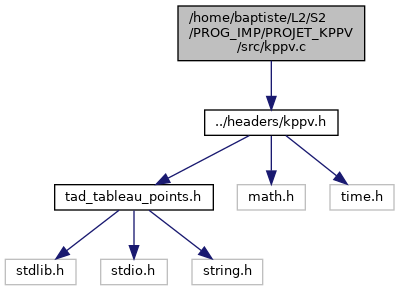 /home/baptiste/L2/S2
/PROG_IMP/PROJET_KPPV
/src/kppv.c
../headers/kppv.h
tad_tableau_points.h
math.h
time.h
stdlib.h
stdio.h
string.h